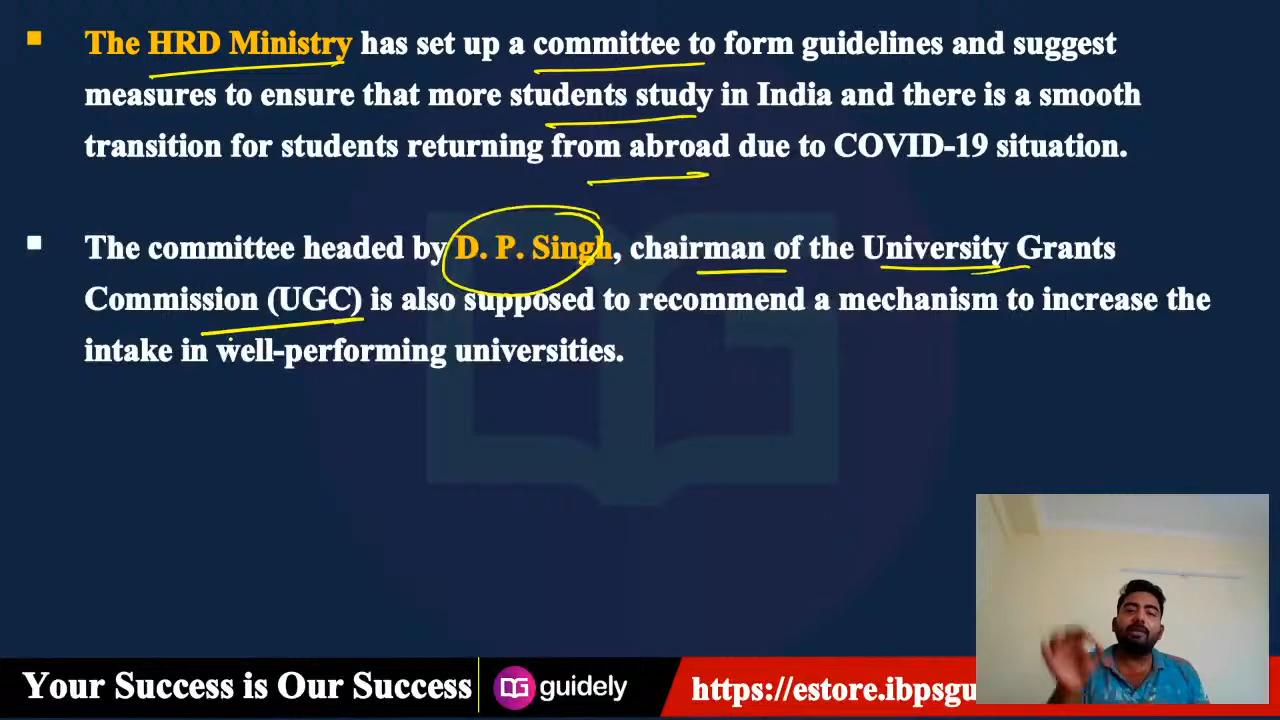 The HRD Ministry has set up a committee to form guidelines and suggest
measures to ensure that more students study in India and there is a smooth
transition for students returning from abroad due to COVID-19 situation.
The committee headed by D. P. Singh, chairman of the University Grants
Commission (UGC) is also supposed to recommend a mechanism to increase the
intake in well-performing universities.
Your Success is Our Success
guidely
https://estore.ibpsgu